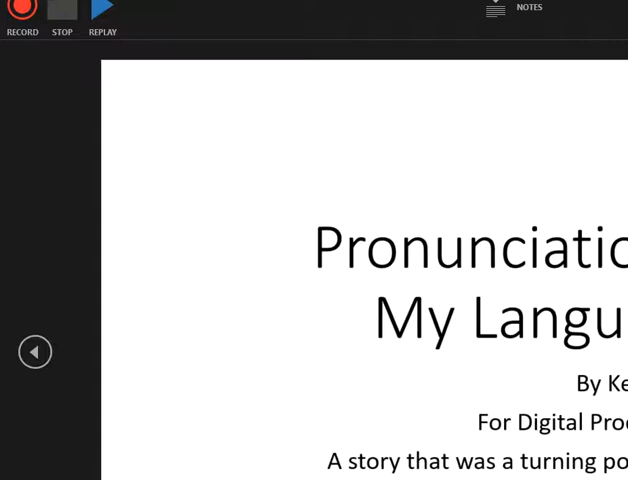 RECORD STOP REPLAY
NOTES
Pronunciatio
My Langu
By Ke
For Digital Proc
A story that was a turning po